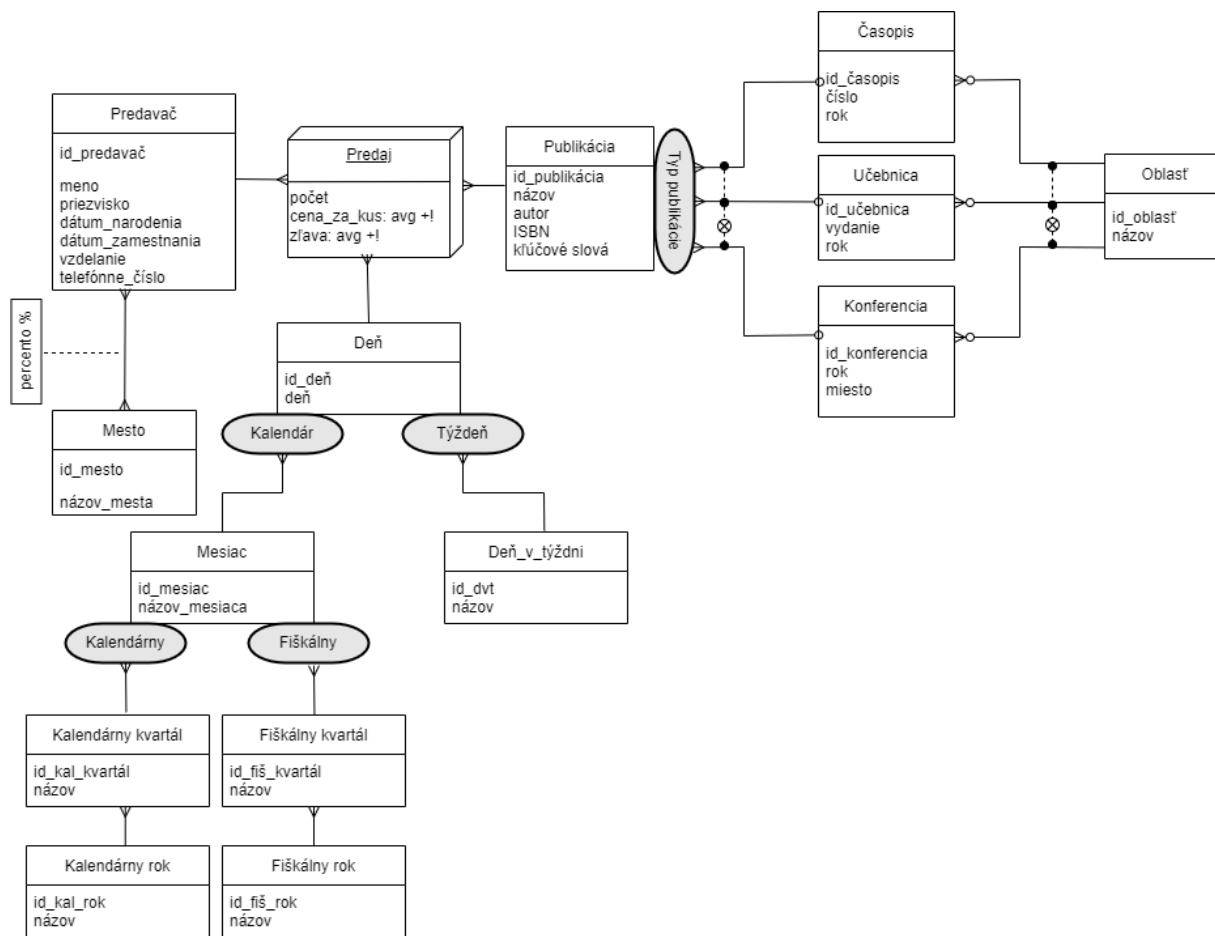 Predavač
id_predavač
meno
priezvisko
dátum_narodenia
dátum_zamestnania
vzdelanie
telefónne_číslo
Predaj
počet
cena_za_kus: avg +!
zľava: avg +!
Publikácia
id_publikácia
názov
autor
ISBN
kľúčové slová
Typ publikácie
Časopis
id_časopis
číslo
rok
Učebnica
id_učebnica
vydanie
rok
Konferencia
id_konferencia
rok
miesto
Oblasť
id_oblasť
názov
percento %
Mesto
id_mesto
názov_mesta
Deň
id_deň
deň
Kalendár
Týždeň
Mesiac
id_mesiac
názov_mesiaca
Deň_v_týždni
id_dvt
názov
Kalendárny
Fiškálny
Kalendárny kvartál
id_kal_kvartál
názov
Fiškálny kvartál
id_fiš_kvartál
názov
Kalendárny rok
id_kal_rok
názov
Fiškálny rok
id_fiš_rok
názov